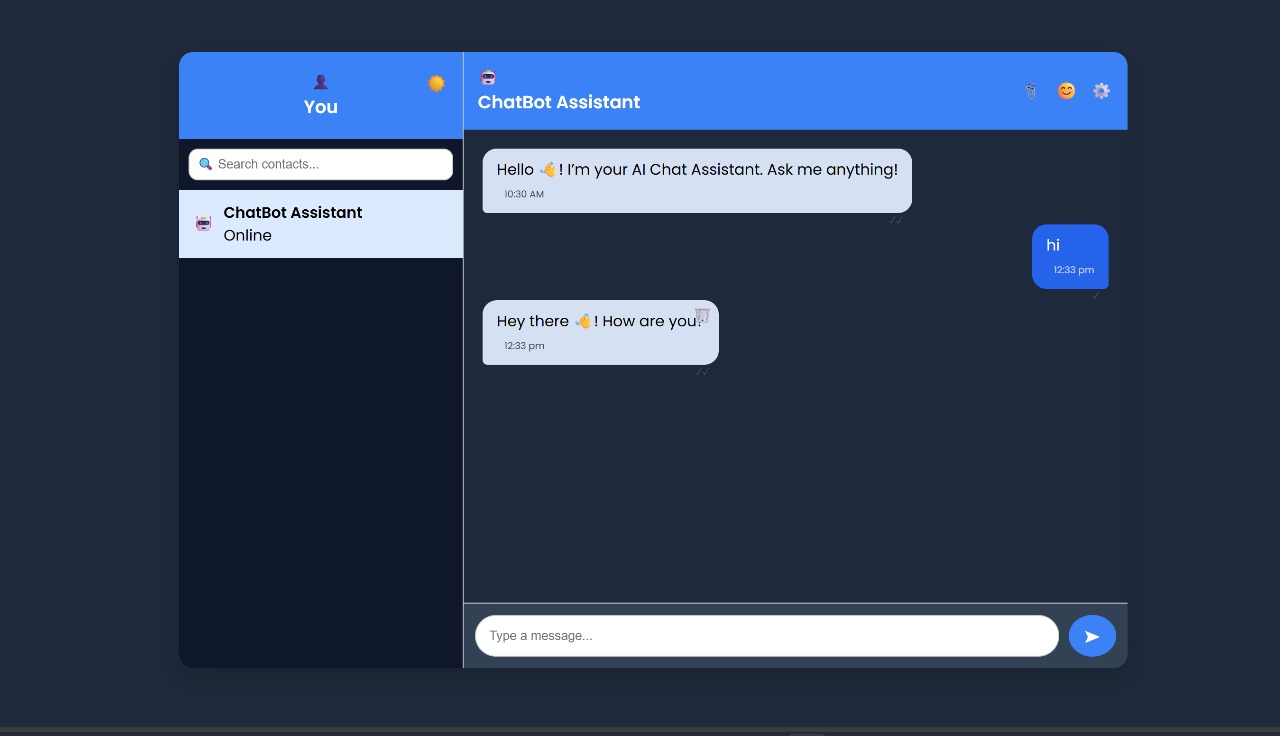 You
Search contacts...
ChatBot Assistant
Online
ChatBot Assistant
Hello 👋! I'm your AI Chat Assistant. Ask me anything!
10:30 AM
✓✓
hi
12:33 pm
✓
Hey there 👋! How are you?
12:33 pm
✓✓
Type a message...